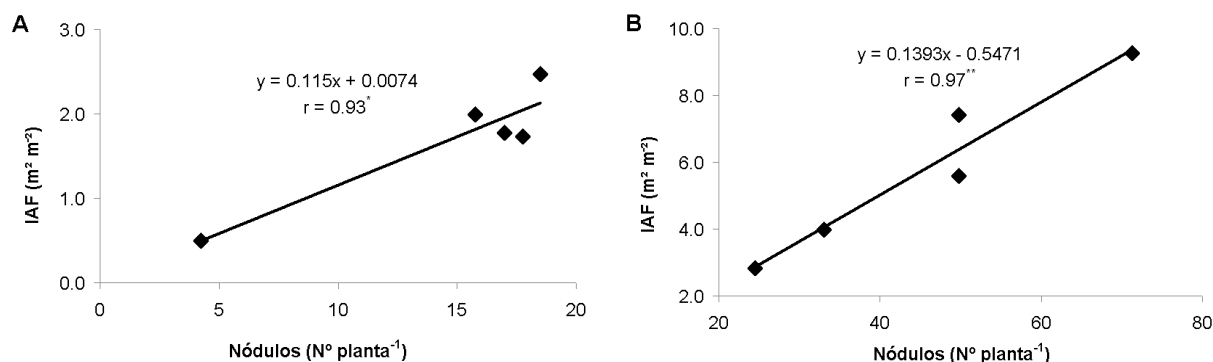 A
y = 0.115x + 0.0074
r = 0.93*
IAF (m² m⁻²)
3.0
2.0
1.0
0.0
0
5
10
15
20
Nódulos (Nº planta⁻¹)
B
y = 0.1393x - 0.5471
r = 0.97**
IAF (m² m⁻²)
10.0
8.0
6.0
4.0
2.0
20
40
60
80
Nódulos (Nº planta⁻¹)